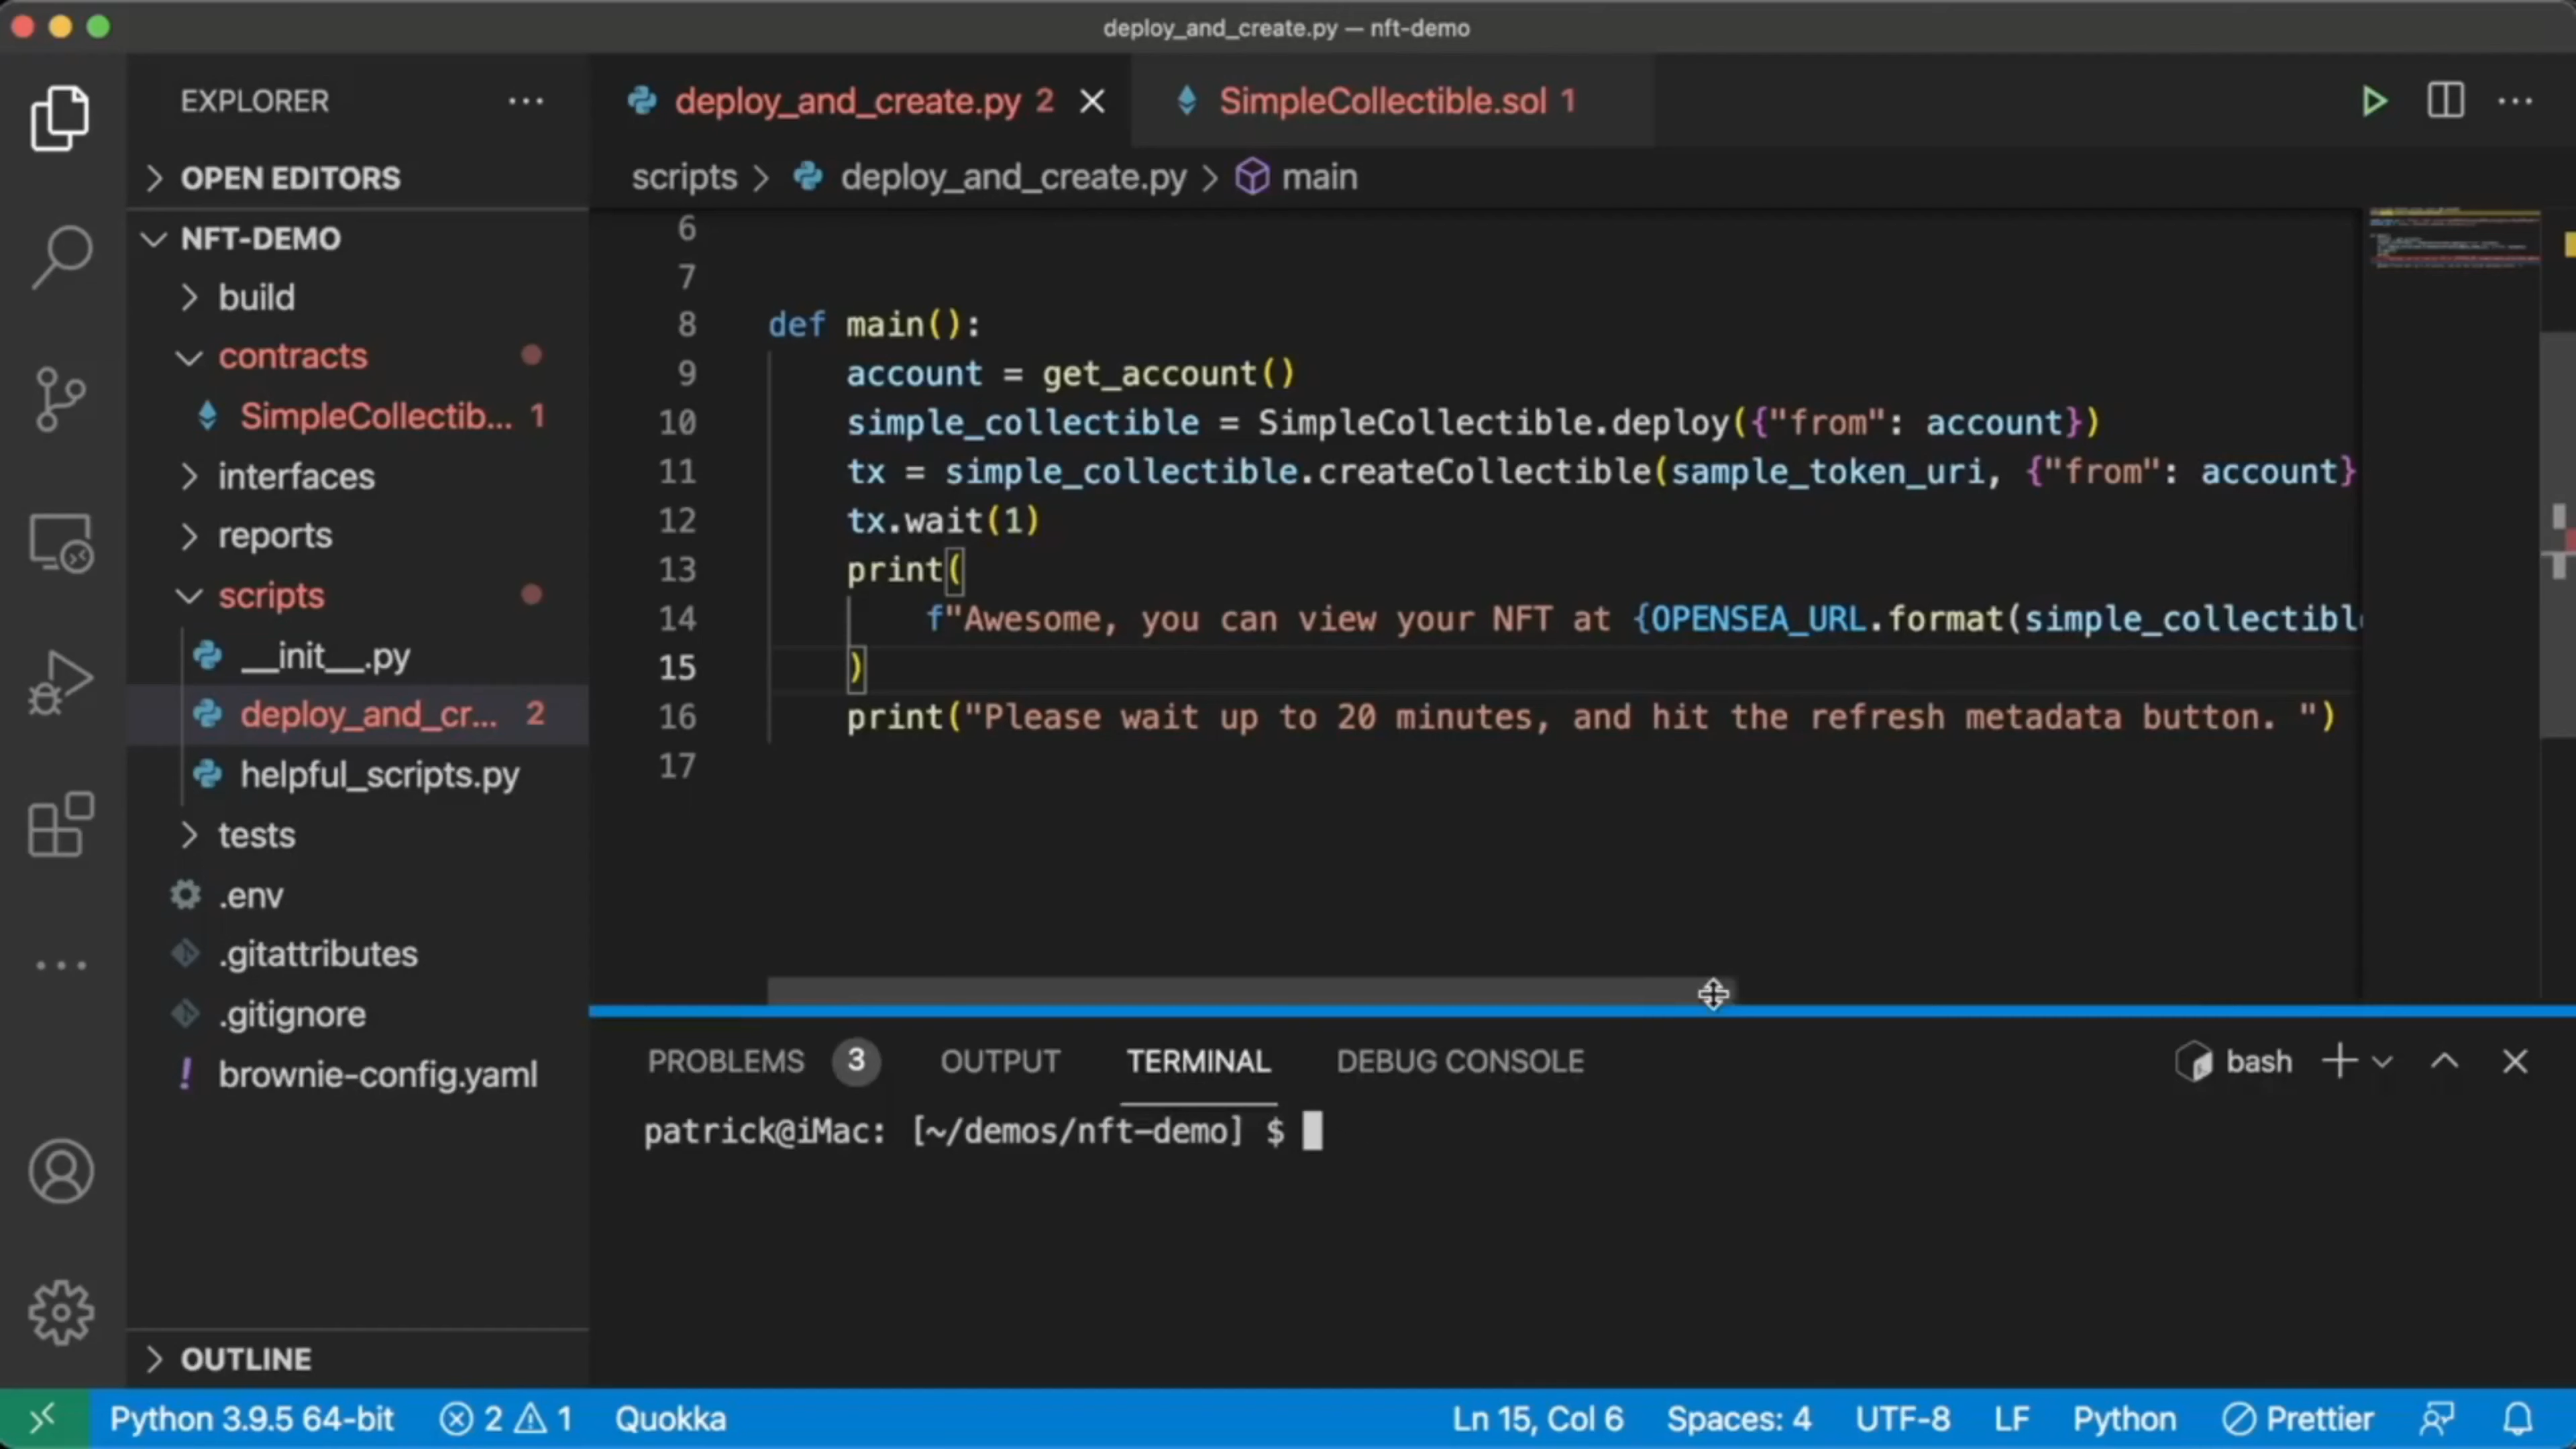 deploy_and_create.py — nft-demo
EXPLORER
deploy_and_create.py 2
SimpleCollectible.sol 1
OPEN EDITORS
scripts > deploy_and_create.py > main
NFT-DEMO
build
contracts
SimpleCollectib... 1
interfaces
reports
scripts
__init__.py
deploy_and_cr... 2
helpful_scripts.py
tests
.env
.gitattributes
.gitignore
brownie-config.yaml
OUTLINE
6
7
8 def main():
9 account = get_account()
10 simple_collectible = SimpleCollectible.deploy({"from": account})
11 tx = simple_collectible.createCollectible(sample_token_uri, {"from": account}
12 tx.wait(1)
13 print(
14 f"Awesome, you can view your NFT at {OPENSEA_URL.format(simple_collectibl
15 )
16 print("Please wait up to 20 minutes, and hit the refresh metadata button. ")
17
PROBLEMS 3 OUTPUT TERMINAL DEBUG CONSOLE
bash
patrick@iMac: [~/demos/nft-demo] $
Python 3.9.5 64-bit 2 1 Quokka Ln 15, Col 6 Spaces: 4 UTF-8 LF Python Prettier